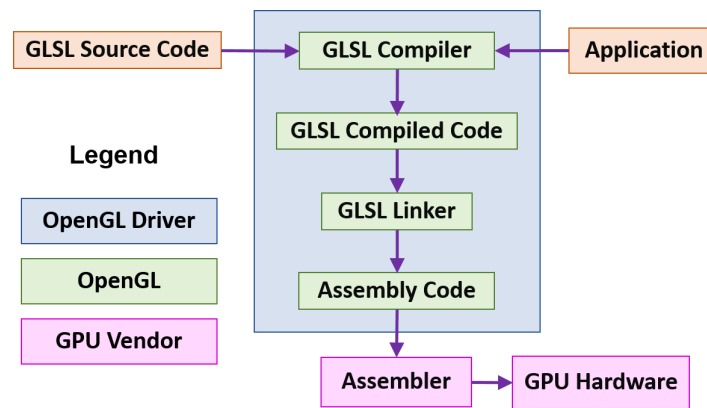 GLSL Source Code
GLSL Compiler
Application
GLSL Compiled Code
Legend
GLSL Linker
OpenGL Driver
OpenGL
Assembly Code
GPU Vendor
Assembler
GPU Hardware